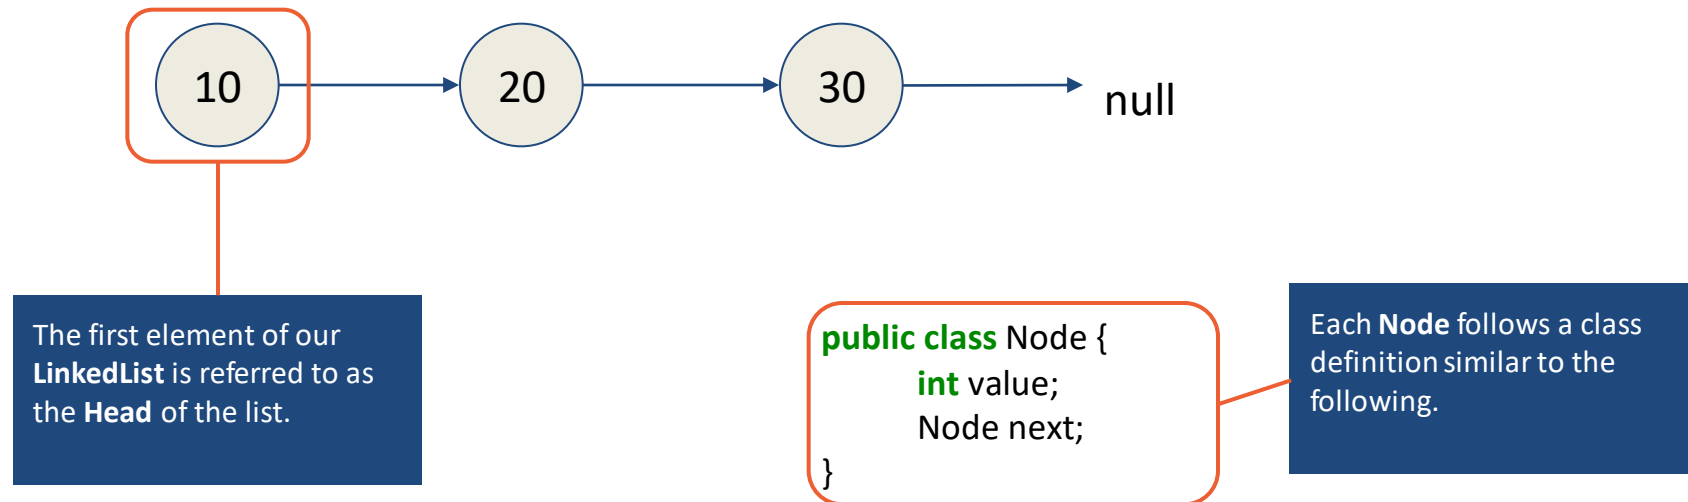 10
20
30
null
The first element of our
LinkedList is referred to as
the Head of the list.
public class Node {
int value;
Node next;
}
Each Node follows a class
definition similar to the
following.